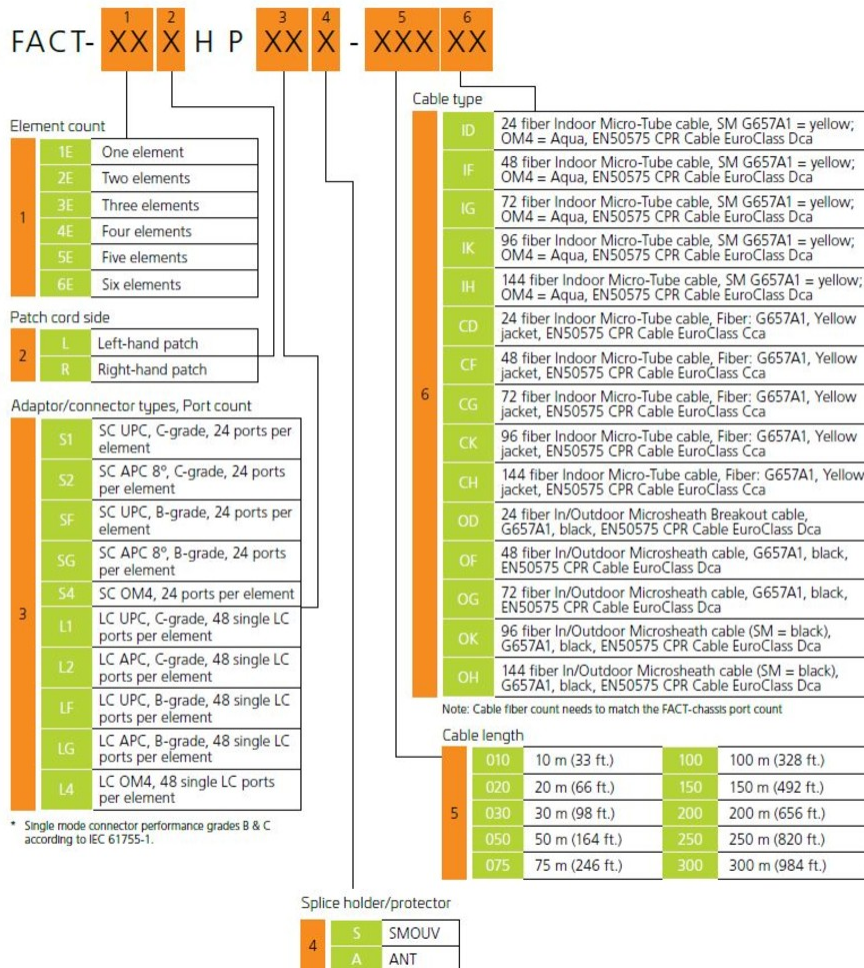 1 2 3 4 5 6
FACT- XX X H P XX X - XXX XX
Element count
1
1E One element
2E Two elements
3E Three elements
4E Four elements
5E Five elements
6E Six elements
Patch cord side
2
L Left-hand patch
R Right-hand patch
Adaptor/connector types, Port count
3
S1 SC UPC, C-grade, 24 ports per
element
S2 SC APC 8º, C-grade, 24 ports
per element
SF SC UPC, B-grade, 24 ports per
element
SG SC APC 8º, B-grade, 24 ports
per element
S4 SC OM4, 24 ports per element
L1 LC UPC, C-grade, 48 single LC
ports per element
L2 LC APC, C-grade, 48 single LC
ports per element
LF LC UPC, B-grade, 48 single LC
ports per element
LG LC APC, B-grade, 48 single LC
ports per element
L4 LC OM4, 48 single LC ports
per element
* Single mode connector performance grades B & C
according to IEC 61755-1.
Cable type
6
ID 24 fiber Indoor Micro-Tube cable, SM G657A1 = yellow;
OM4 = Aqua, EN50575 CPR Cable EuroClass Dca
IF 48 fiber Indoor Micro-Tube cable, SM G657A1 = yellow;
OM4 = Aqua, EN50575 CPR Cable EuroClass Dca
IG 72 fiber Indoor Micro-Tube cable, SM G657A1 = yellow;
OM4 = Aqua, EN50575 CPR Cable EuroClass Dca
IK 96 fiber Indoor Micro-Tube cable, SM G657A1 = yellow;
OM4 = Aqua, EN50575 CPR Cable EuroClass Dca
IH 144 fiber Indoor Micro-Tube cable, SM G657A1 = yellow;
OM4 = Aqua, EN50575 CPR Cable EuroClass Dca
CD 24 fiber Indoor Micro-Tube cable, Fiber: G657A1, Yellow
jacket, EN50575 CPR Cable EuroClass Cca
CF 48 fiber Indoor Micro-Tube cable, Fiber: G657A1, Yellow
jacket, EN50575 CPR Cable EuroClass Cca
CG 72 fiber Indoor Micro-Tube cable, Fiber: G657A1, Yellow
jacket, EN50575 CPR Cable EuroClass Cca
CK 96 fiber Indoor Micro-Tube cable, Fiber: G657A1, Yellow
jacket, EN50575 CPR Cable EuroClass Cca
CH 144 fiber Indoor Micro-Tube cable, Fiber: G657A1, Yellow
jacket, EN50575 CPR Cable EuroClass Cca
OD 24 fiber In/Outdoor Microsheath Breakout cable,
G657A1, black, EN50575 CPR Cable EuroClass Dca
OF 48 fiber In/Outdoor Microsheath cable, G657A1, black,
EN50575 CPR Cable EuroClass Dca
OG 72 fiber In/Outdoor Microsheath cable, G657A1, black,
EN50575 CPR Cable EuroClass Dca
OK 96 fiber In/Outdoor Microsheath cable (SM = black),
G657A1, black, EN50575 CPR Cable EuroClass Dca
OH 144 fiber In/Outdoor Microsheath cable (SM = black),
G657A1, black, EN50575 CPR Cable EuroClass Dca
Note: Cable fiber count needs to match the FACT-chassis port count
Cable length
5
010 10 m (33 ft.) 100 100 m (328 ft.)
020 20 m (66 ft.) 150 150 m (492 ft.)
030 30 m (98 ft.) 200 200 m (656 ft.)
050 50 m (164 ft.) 250 250 m (820 ft.)
075 75 m (246 ft.) 300 300 m (984 ft.)
Splice holder/protector
4
S SMOUV
A ANT